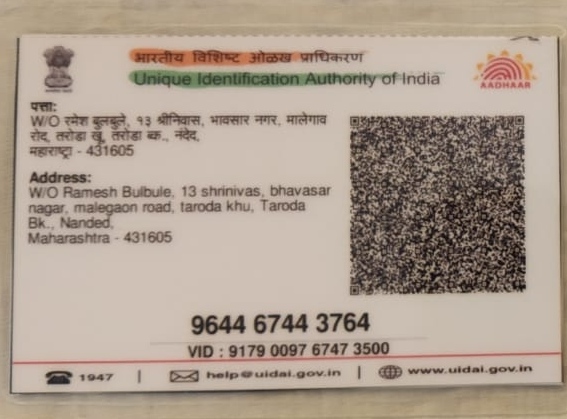 भारतीय विशिष्ट ओळख प्राधिकरण
Unique Identification Authority of India
AADHAAR
पत्ता:
W/O रमेश बुलबुले, १३ श्रीनिवास, भावसार नगर, मालेगाव
रोद, तरोडा खु, तरोडा ब्क., नंदेद,
महाराष्ट्रा - 431605
Address:
W/O Ramesh Bulbule, 13 shrinivas, bhavasar
nagar, malegaon road, taroda khu, Taroda
Bk., Nanded,
Maharashtra - 431605
9644 6744 3764
VID : 9179 0097 6747 3500
1947 | help@uidai.gov.in | www.uidai.gov.in